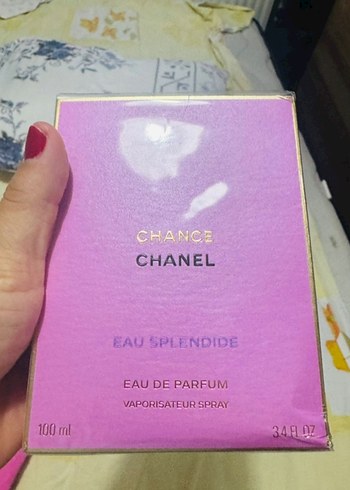 CHANCE
CHANEL
EAU SPLENDIDE
EAU DE PARFUM
VAPORISATEUR SPRAY
100 ml
3.4 FL OZ